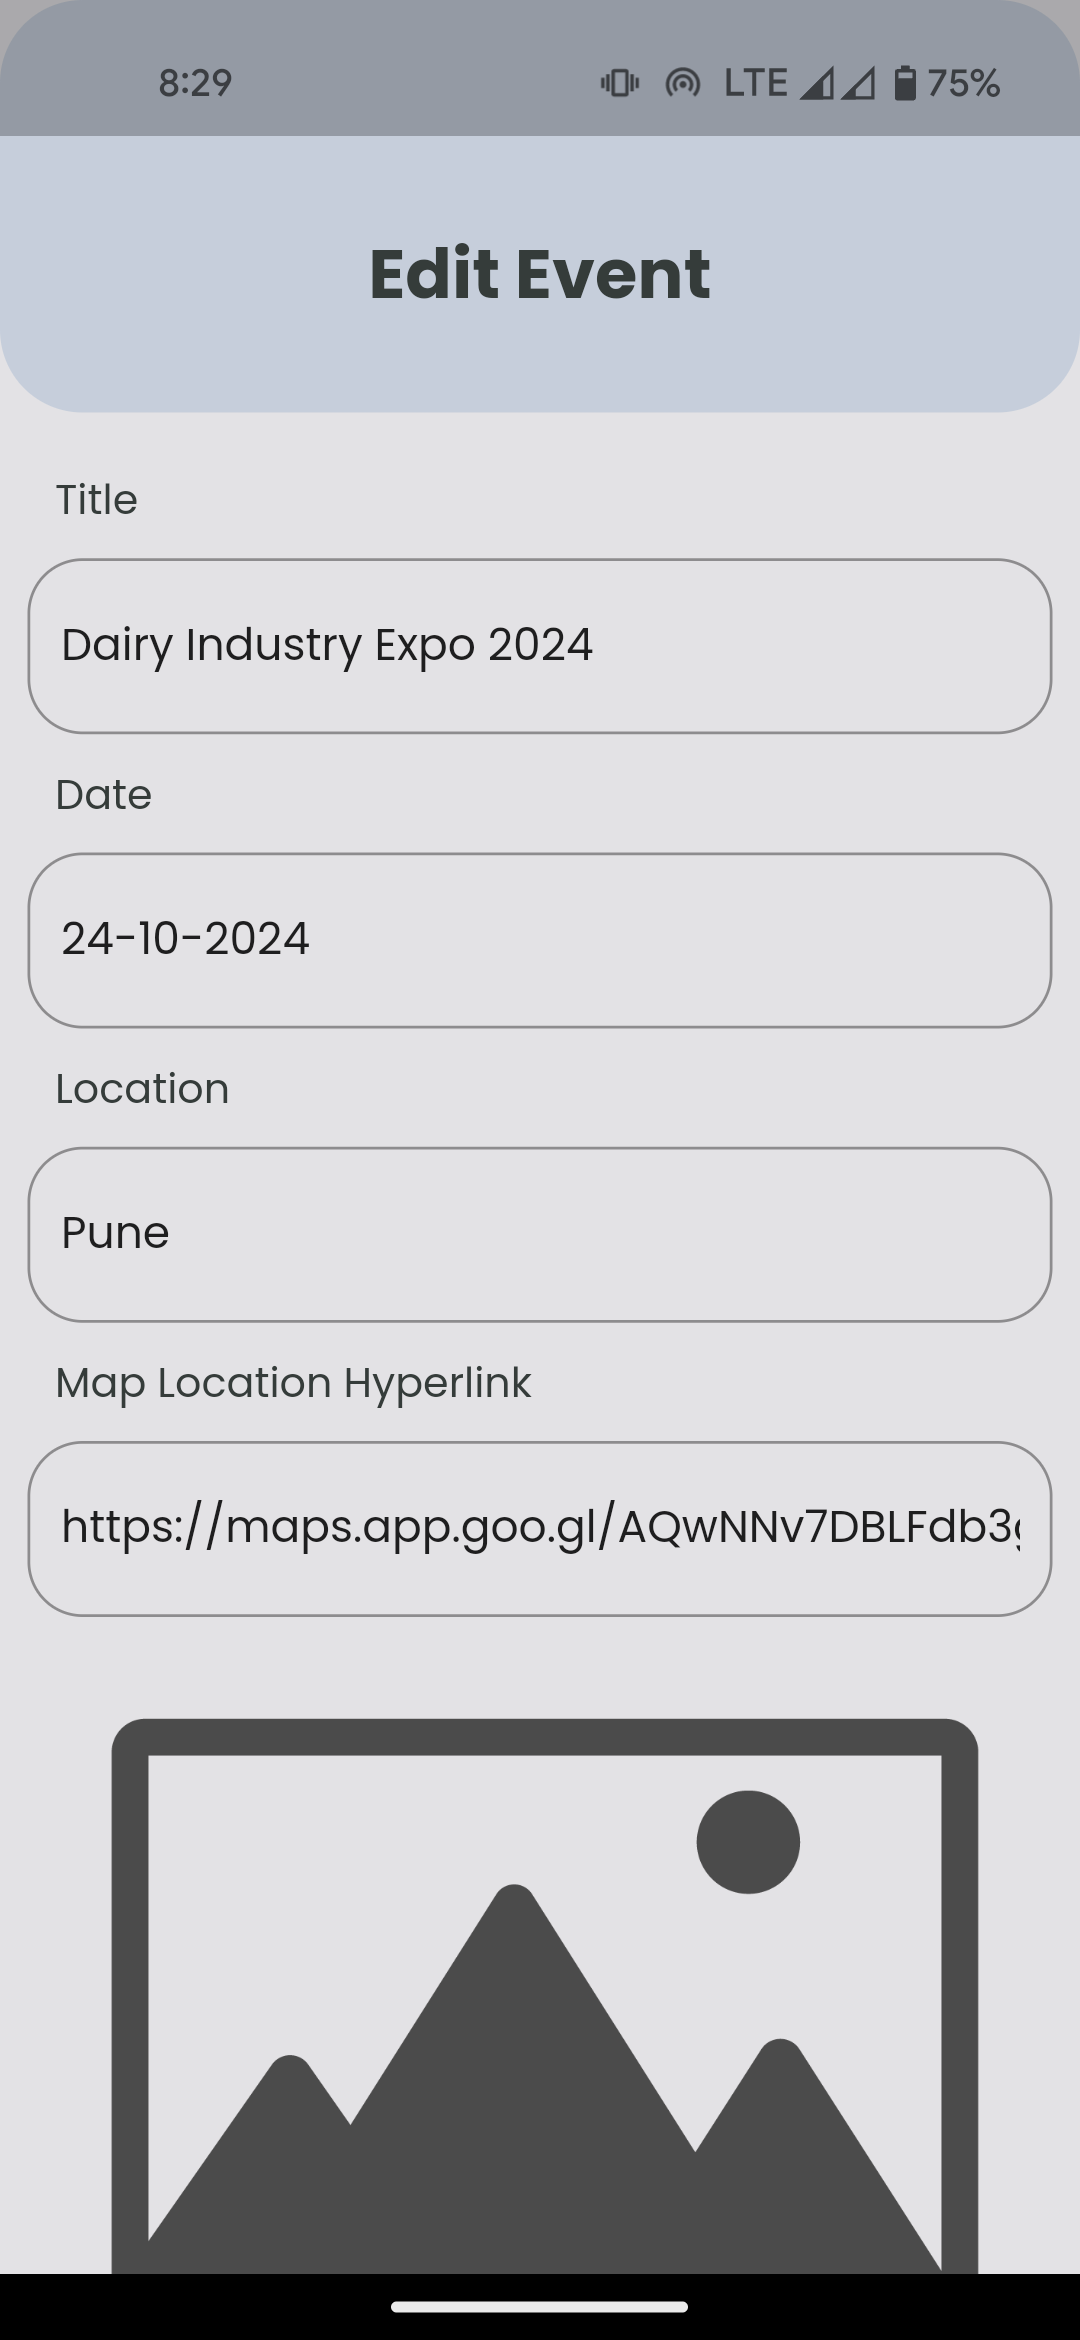 8:29 LTE 75%
Edit Event
Title
Dairy Industry Expo 2024
Date
24-10-2024
Location
Pune
Map Location Hyperlink
https://maps.app.goo.gl/AQwNNv7DBLFdb3